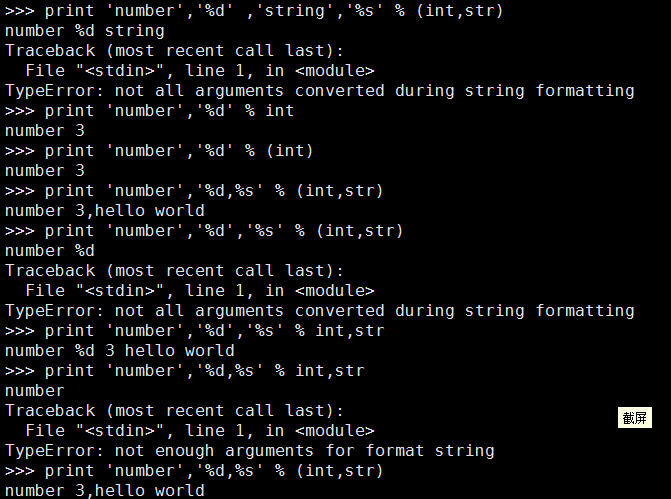 >>> print 'number','%d' ,'string','%s' % (int,str)
number %d string
Traceback (most recent call last):
  File "<stdin>", line 1, in <module>
TypeError: not all arguments converted during string formatting
>>> print 'number','%d' % int
number 3
>>> print 'number','%d' % (int)
number 3
>>> print 'number','%d,%s' % (int,str)
number 3,hello world
>>> print 'number','%d','%s' % (int,str)
number %d
Traceback (most recent call last):
  File "<stdin>", line 1, in <module>
TypeError: not all arguments converted during string formatting
>>> print 'number','%d','%s' % int,str
number %d 3 hello world
>>> print 'number','%d,%s' % int,str
number
Traceback (most recent call last):
截屏
  File "<stdin>", line 1, in <module>
TypeError: not enough arguments for format string
>>> print 'number','%d,%s' % (int,str)
number 3,hello world